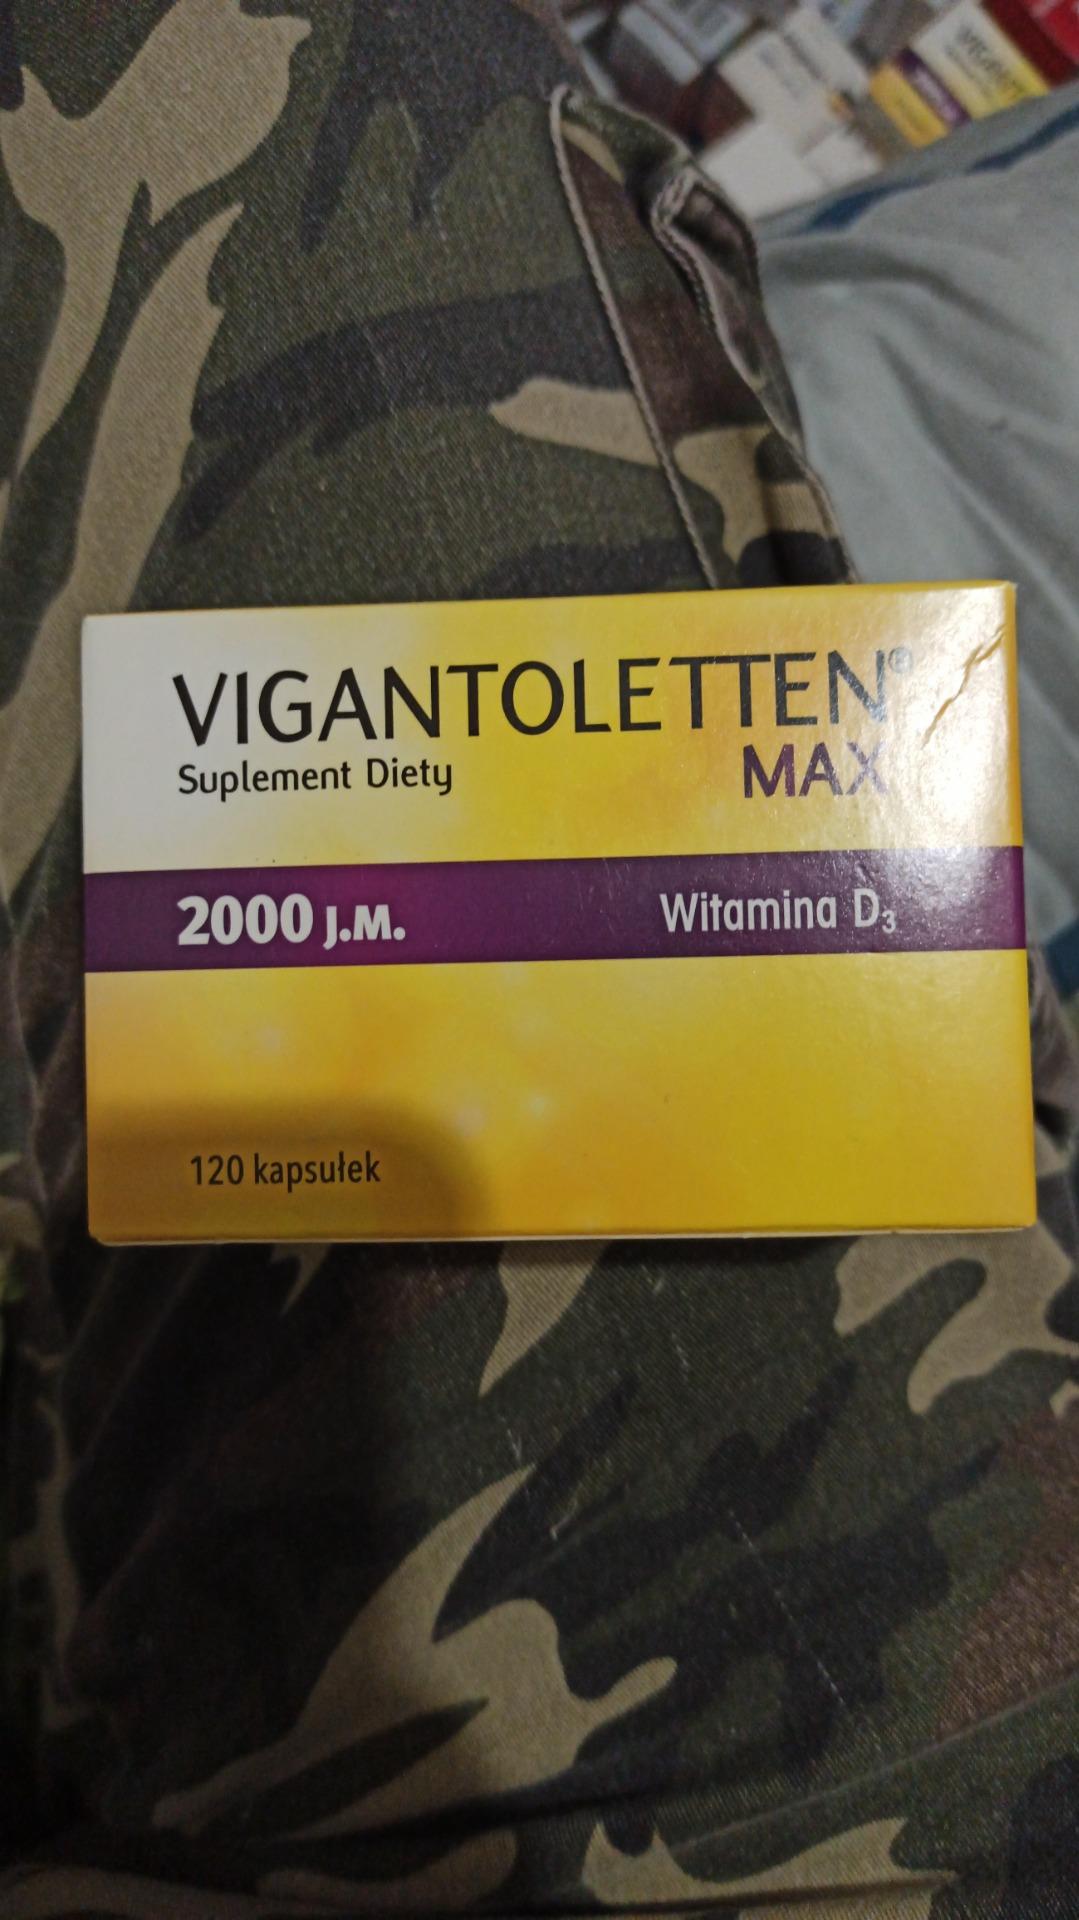 VIGANTOLETTEN®
Suplement Diety MAX
2000 J.M. Witamina D₃
120 kapsułek